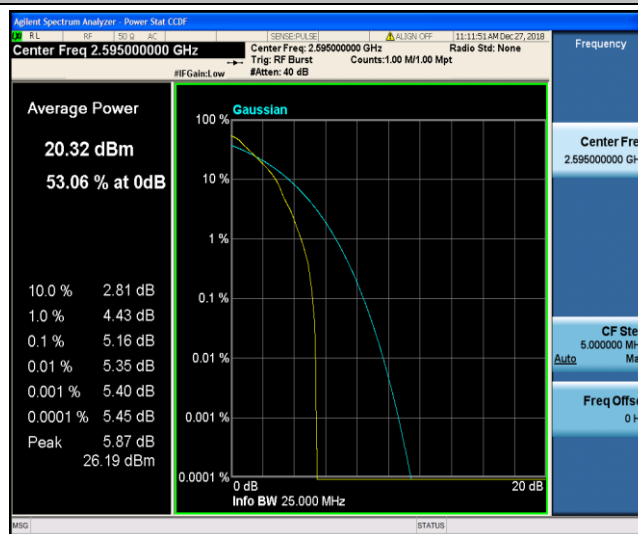 Agilent Spectrum Analyzer - Power Stat CCDF
RL RF 50 Ω AC SENSE:PULSE ALIGN OFF 11:11:51 AM Dec 27, 2018
Center Freq 2.595000000 GHz
Center Freq: 2.595000000 GHz Radio Std: None
Trig: RF Burst Counts:1.00 M/1.00 Mpt
#IFGain:Low #Atten: 40 dB
Frequency
Average Power
20.32 dBm
53.06 % at 0dB
10.0 % 2.81 dB
1.0 % 4.43 dB
0.1 % 5.16 dB
0.01 % 5.35 dB
0.001 % 5.40 dB
0.0001 % 5.45 dB
Peak 5.87 dB
26.19 dBm
Gaussian
100 %
10 %
1 %
0.1 %
0.01 %
0.001 %
0.0001 %
0 dB 20 dB
Info BW 25.000 MHz
Center Fre
2.595000000 GH
CF Ste
5.000000 MH
Auto Ma
Freq Offse
0 H
MSG STATUS